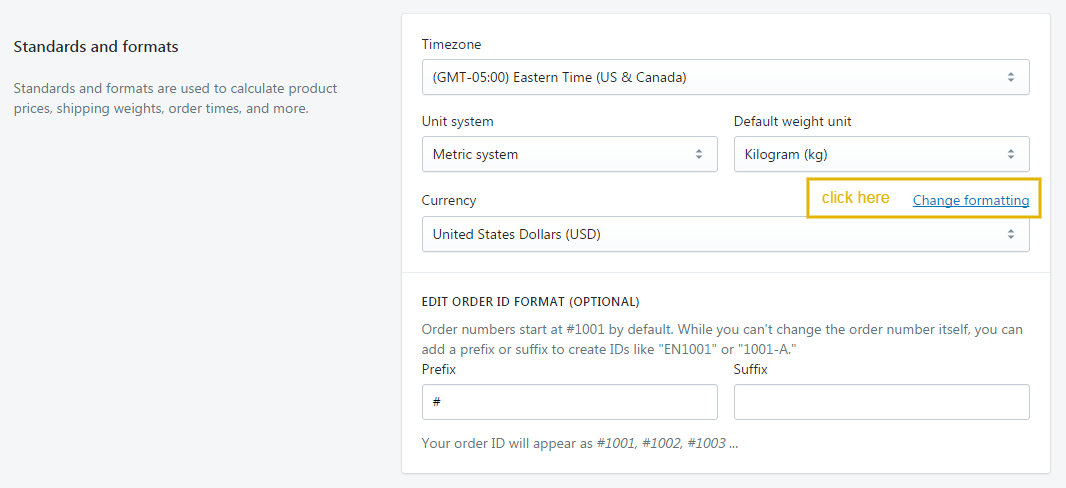 Standards and formats
Standards and formats are used to calculate product
prices, shipping weights, order times, and more.
Timezone
(GMT-05:00) Eastern Time (US & Canada)
Unit system
Default weight unit
Metric system
Kilogram (kg)
Currency
click here
Change formatting
United States Dollars (USD)
EDIT ORDER ID FORMAT (OPTIONAL)
Order numbers start at #1001 by default. While you can't change the order number itself, you can
add a prefix or suffix to create IDs like "EN1001" or "1001-A."
Prefix
Suffix
#
Your order ID will appear as #1001, #1002, #1003 ...